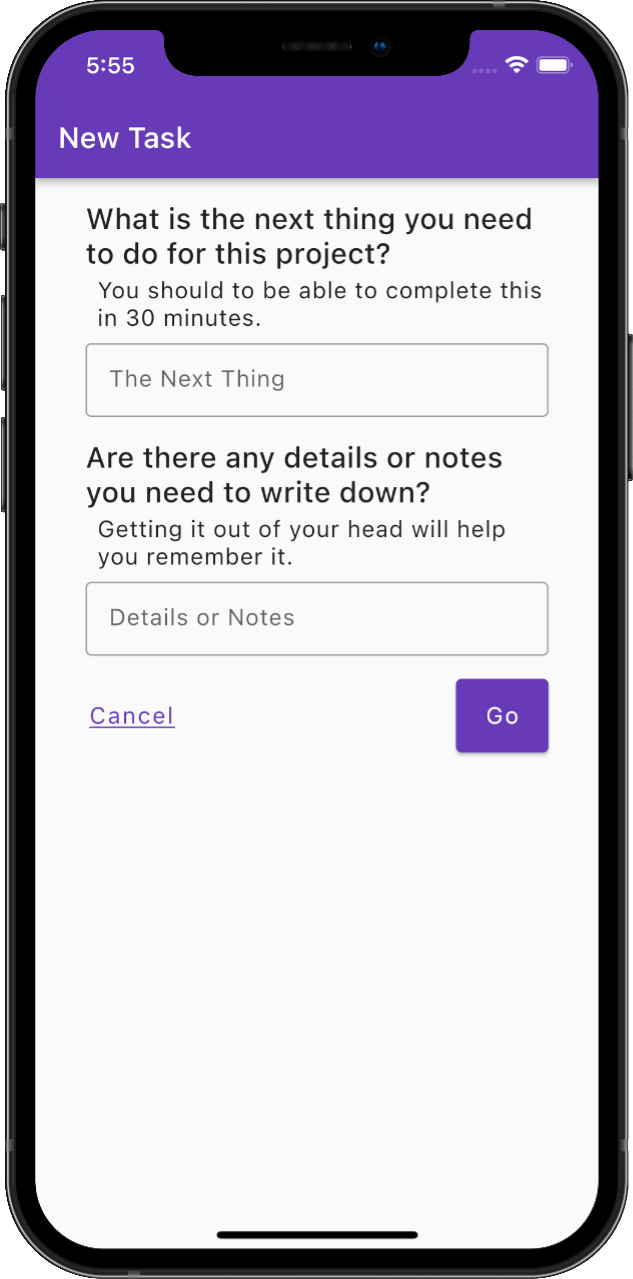 5:55
New Task
What is the next thing you need
to do for this project?
You should to be able to complete this
in 30 minutes.
The Next Thing
Are there any details or notes
you need to write down?
Getting it out of your head will help
you remember it.
Details or Notes
Cancel
Go